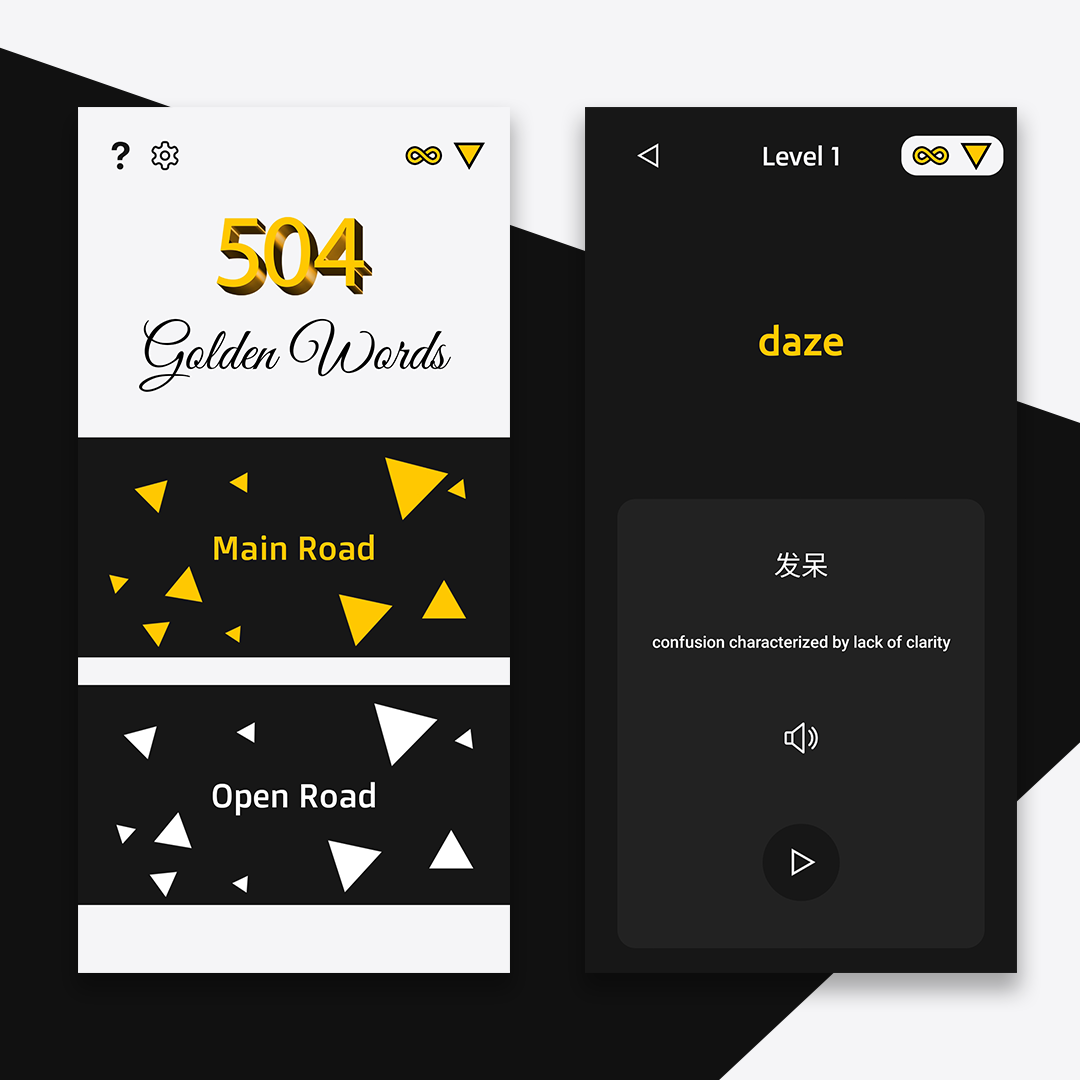 ?
504
Golden Words
Main Road
Open Road
Level 1
daze
发呆
confusion characterized by lack of clarity